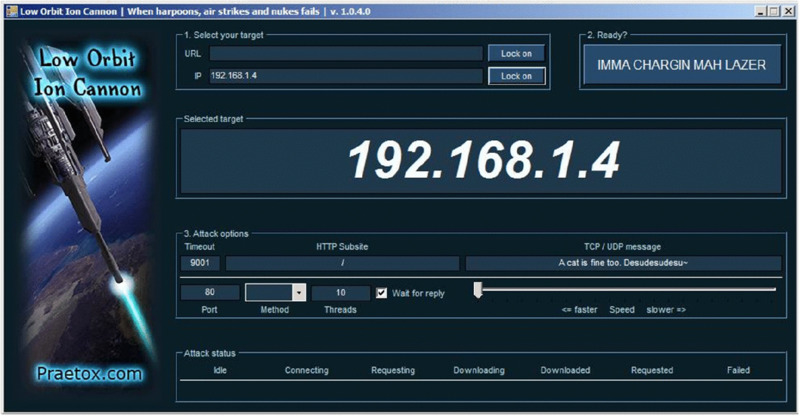 Low Orbit Ion Cannon | When harpoons, air strikes and nukes fails | v. 1.0.4.0
Low Orbit
Ion Cannon
Praetox.com
1. Select your target
URL Lock on
IP 192.168.1.4 Lock on
2. Ready?
IMMA CHARGIN MAH LAZER
Selected target
192.168.1.4
3. Attack options
Timeout HTTP Subsite TCP / UDP message
9001 / A cat is fine too. Desudesudesu~
80 10 Wait for reply
Port Method Threads <= faster Speed slower =>
Attack status
Idle Connecting Requesting Downloading Downloaded Requested Failed